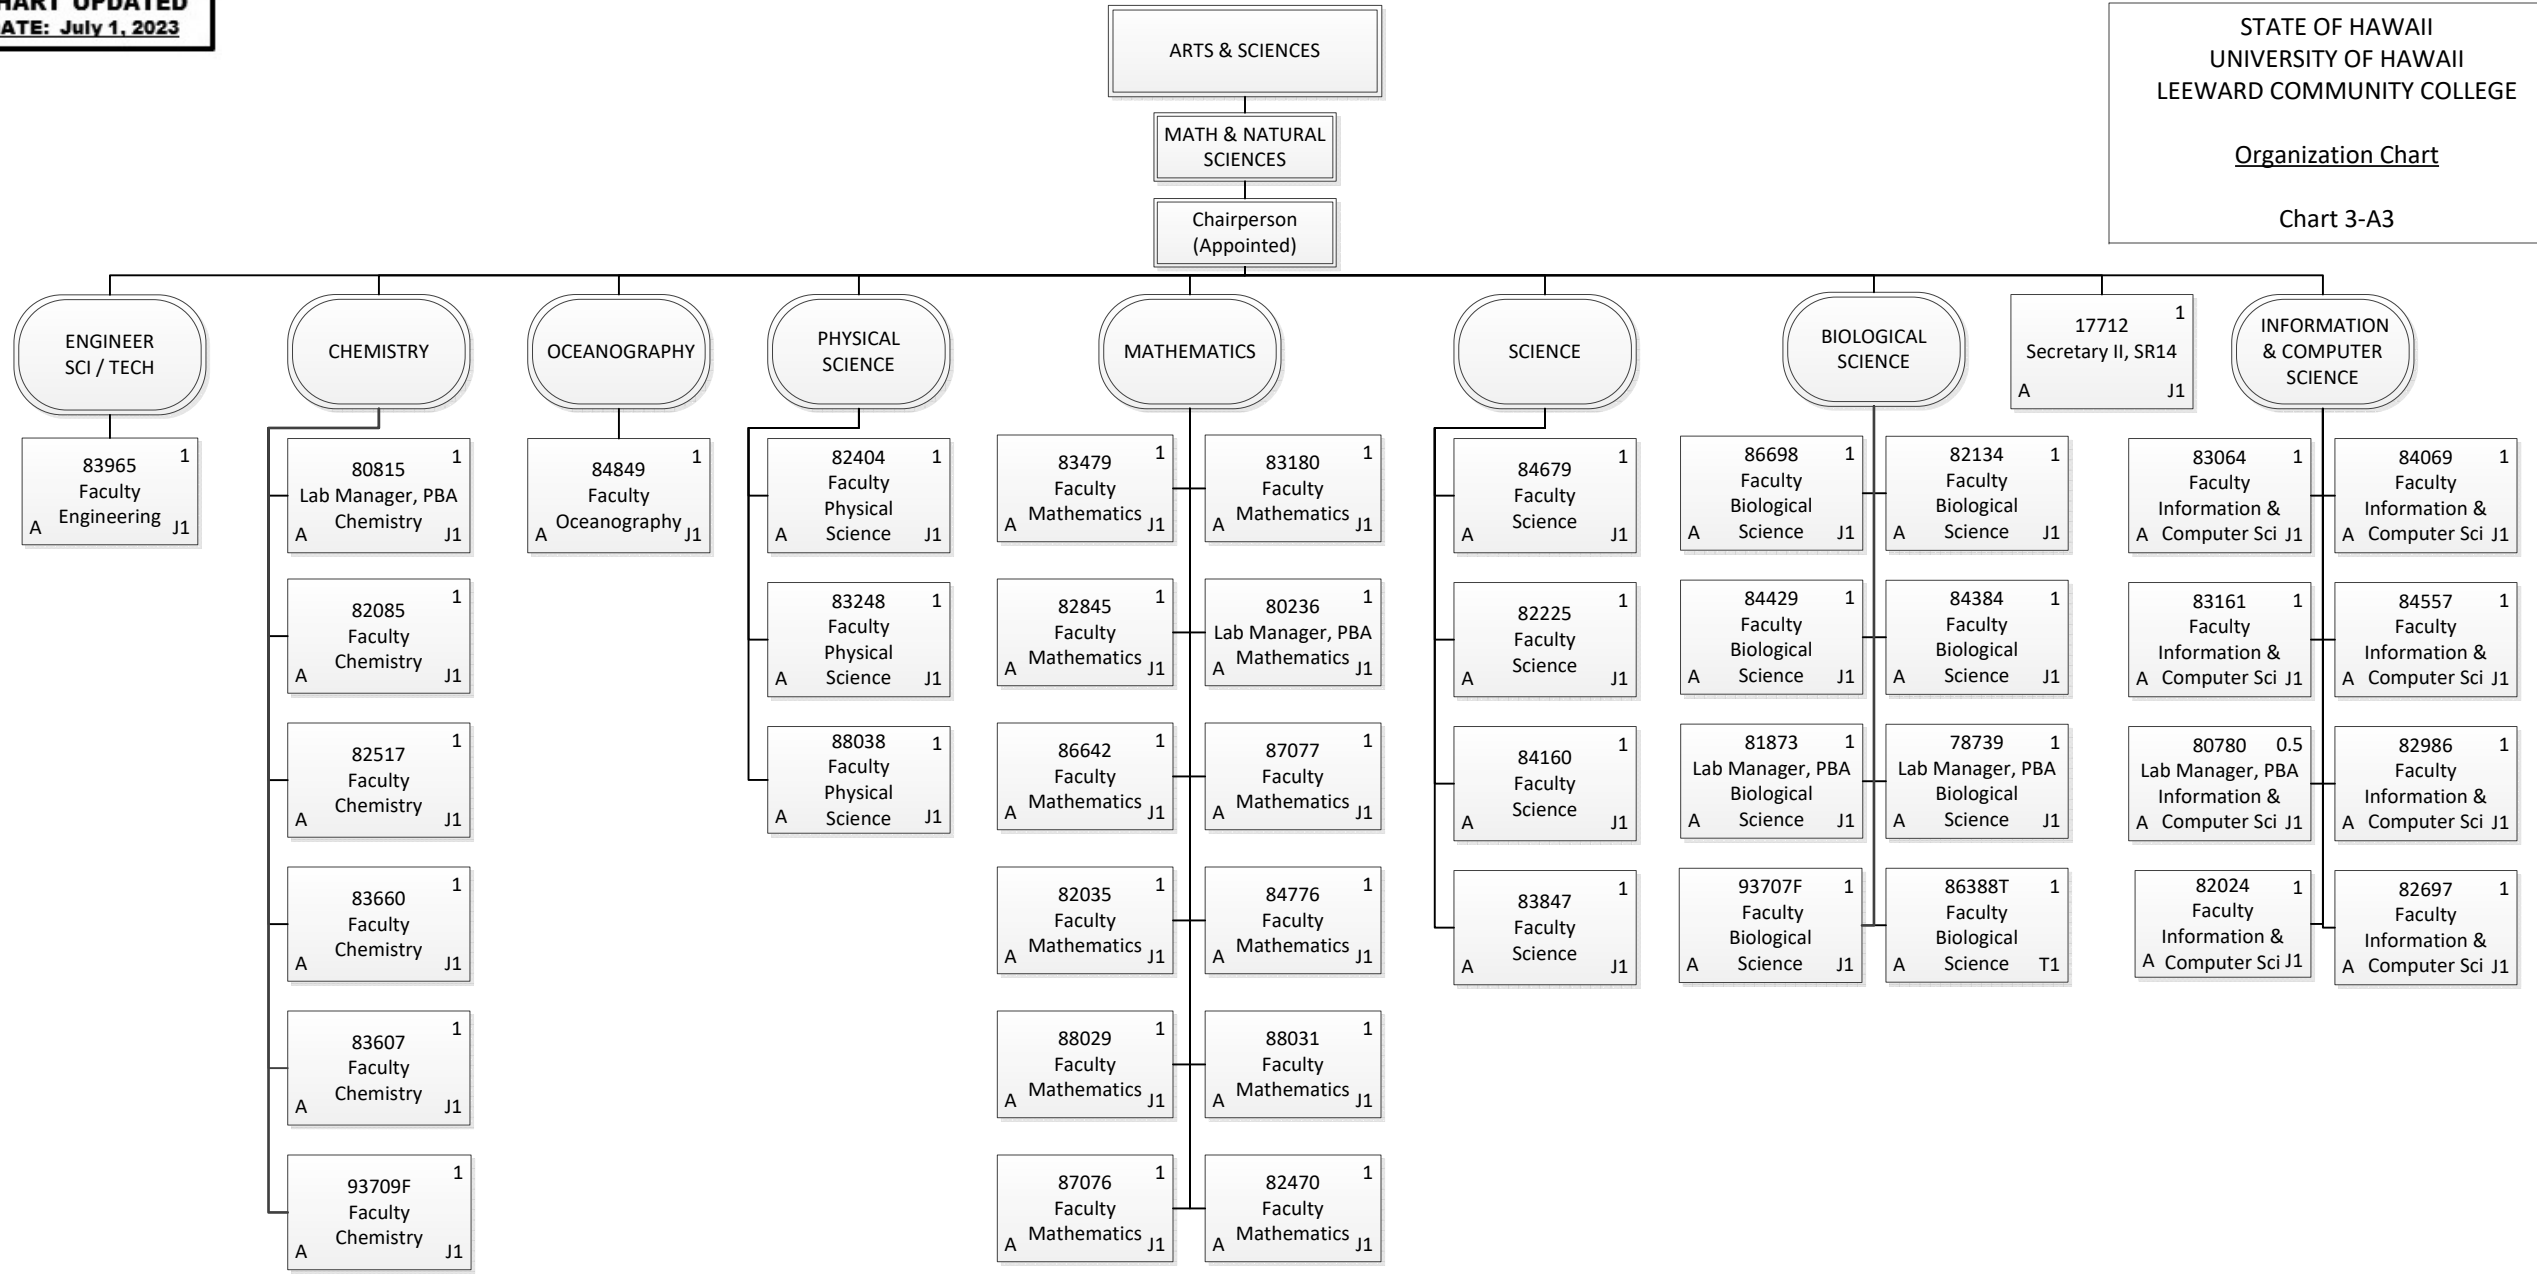 HART UPDATED
ATE: July 1, 2023
STATE OF HAWAII
UNIVERSITY OF HAWAII
LEEWARD COMMUNITY COLLEGE
Organization Chart
Chart 3-A3
ARTS & SCIENCES
MATH & NATURAL
SCIENCES
Chairperson
(Appointed)
ENGINEER
SCI / TECH
83965 1
Faculty
Engineering
A J1
CHEMISTRY
80815 1
Lab Manager, PBA
Chemistry
A J1
82085 1
Faculty
Chemistry
A J1
82517 1
Faculty
Chemistry
A J1
83660 1
Faculty
Chemistry
A J1
83607 1
Faculty
Chemistry
A J1
93709F 1
Faculty
Chemistry
A J1
OCEANOGRAPHY
84849 1
Faculty
Oceanography
A J1
PHYSICAL
SCIENCE
82404 1
Faculty
Physical
A Science J1
83248 1
Faculty
Physical
A Science J1
88038 1
Faculty
Physical
A Science J1
MATHEMATICS
83479 1
Faculty
Mathematics
A J1
83180 1
Faculty
Mathematics
A J1
82845 1
Faculty
Mathematics
A J1
80236 1
Lab Manager, PBA
Mathematics
A J1
86642 1
Faculty
Mathematics
A J1
87077 1
Faculty
Mathematics
A J1
82035 1
Faculty
Mathematics
A J1
84776 1
Faculty
Mathematics
A J1
88029 1
Faculty
Mathematics
A J1
88031 1
Faculty
Mathematics
A J1
87076 1
Faculty
Mathematics
A J1
82470 1
Faculty
Mathematics
A J1
SCIENCE
84679 1
Faculty
Science
A J1
82225 1
Faculty
Science
A J1
84160 1
Faculty
Science
A J1
83847 1
Faculty
Science
A J1
BIOLOGICAL
SCIENCE
86698 1
Faculty
Biological
A Science J1
82134 1
Faculty
Biological
A Science J1
84429 1
Faculty
Biological
A Science J1
84384 1
Faculty
Biological
A Science J1
81873 1
Lab Manager, PBA
Biological
A Science J1
78739 1
Lab Manager, PBA
Biological
A Science J1
93707F 1
Faculty
Biological
A Science J1
86388T 1
Faculty
Biological
A Science T1
17712 1
Secretary II, SR14
A J1
INFORMATION
& COMPUTER
SCIENCE
83064 1
Faculty
Information &
A Computer Sci J1
84069 1
Faculty
Information &
A Computer Sci J1
83161 1
Faculty
Information &
A Computer Sci J1
84557 1
Faculty
Information &
A Computer Sci J1
80780 0.5
Lab Manager, PBA
Information &
A Computer Sci J1
82986 1
Faculty
Information &
A Computer Sci J1
82024 1
Faculty
Information &
A Computer Sci J1
82697 1
Faculty
Information &
A Computer Sci J1